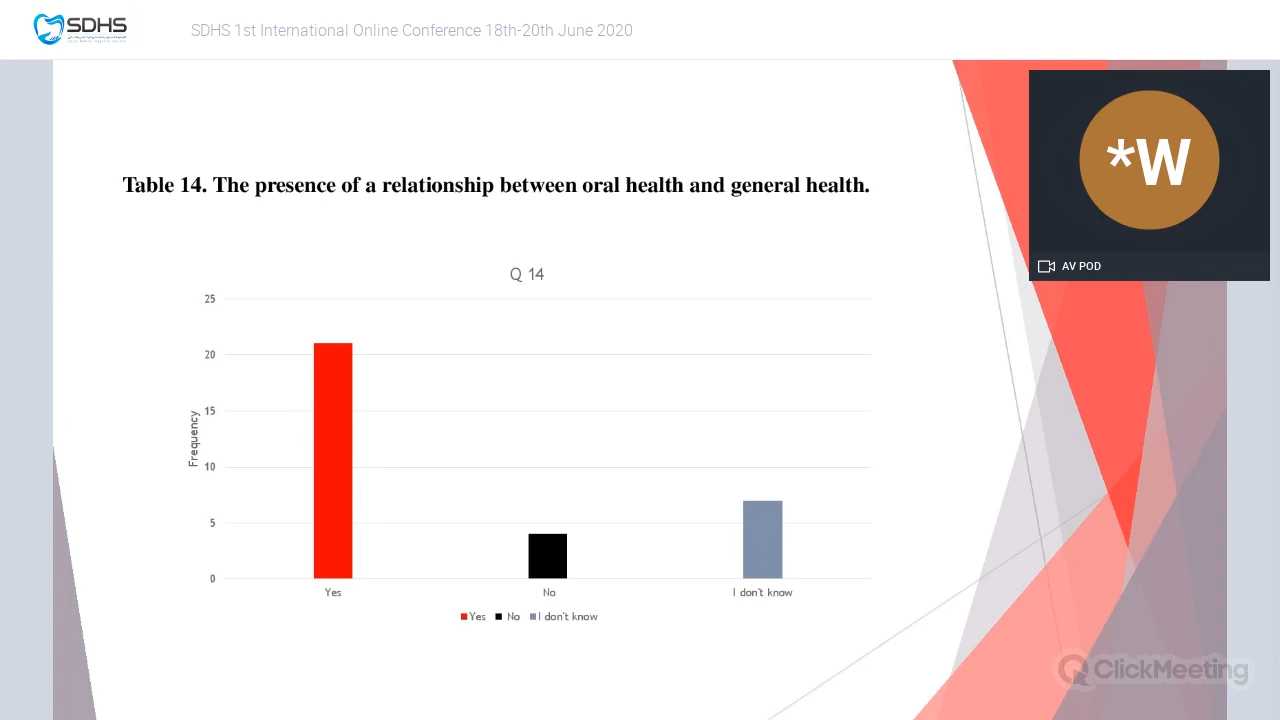 SDHS
SDHS 1st International Online Conference 18th-20th June 2020
*W
AV POD
Table 14. The presence of a relationship between oral health and general health.
Q 14
25
20
15
10
5
0
Frequency
Yes
No
I don't know
Yes No I don't know
ClickMeeting